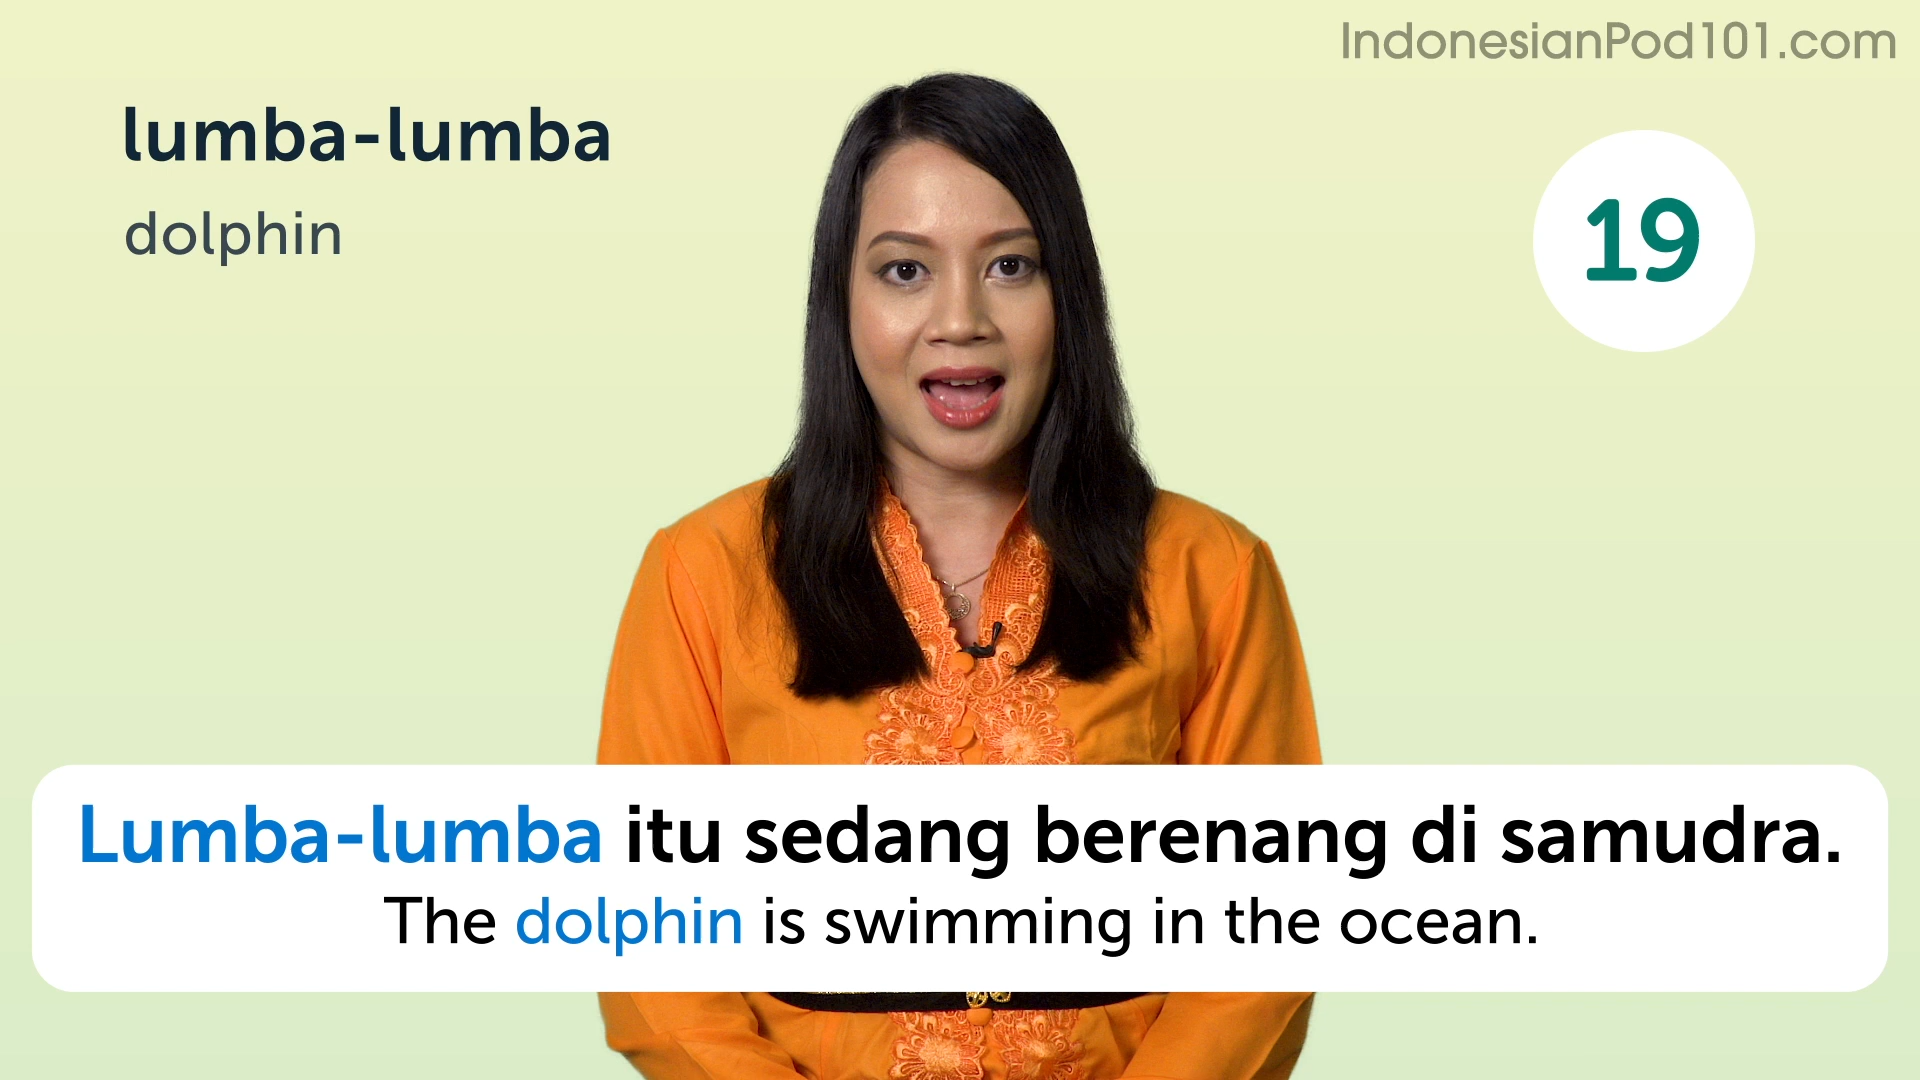 IndonesianPod101.com
lumba-lumba
dolphin
19
Lumba-lumba itu sedang berenang di samudra.
The dolphin is swimming in the ocean.